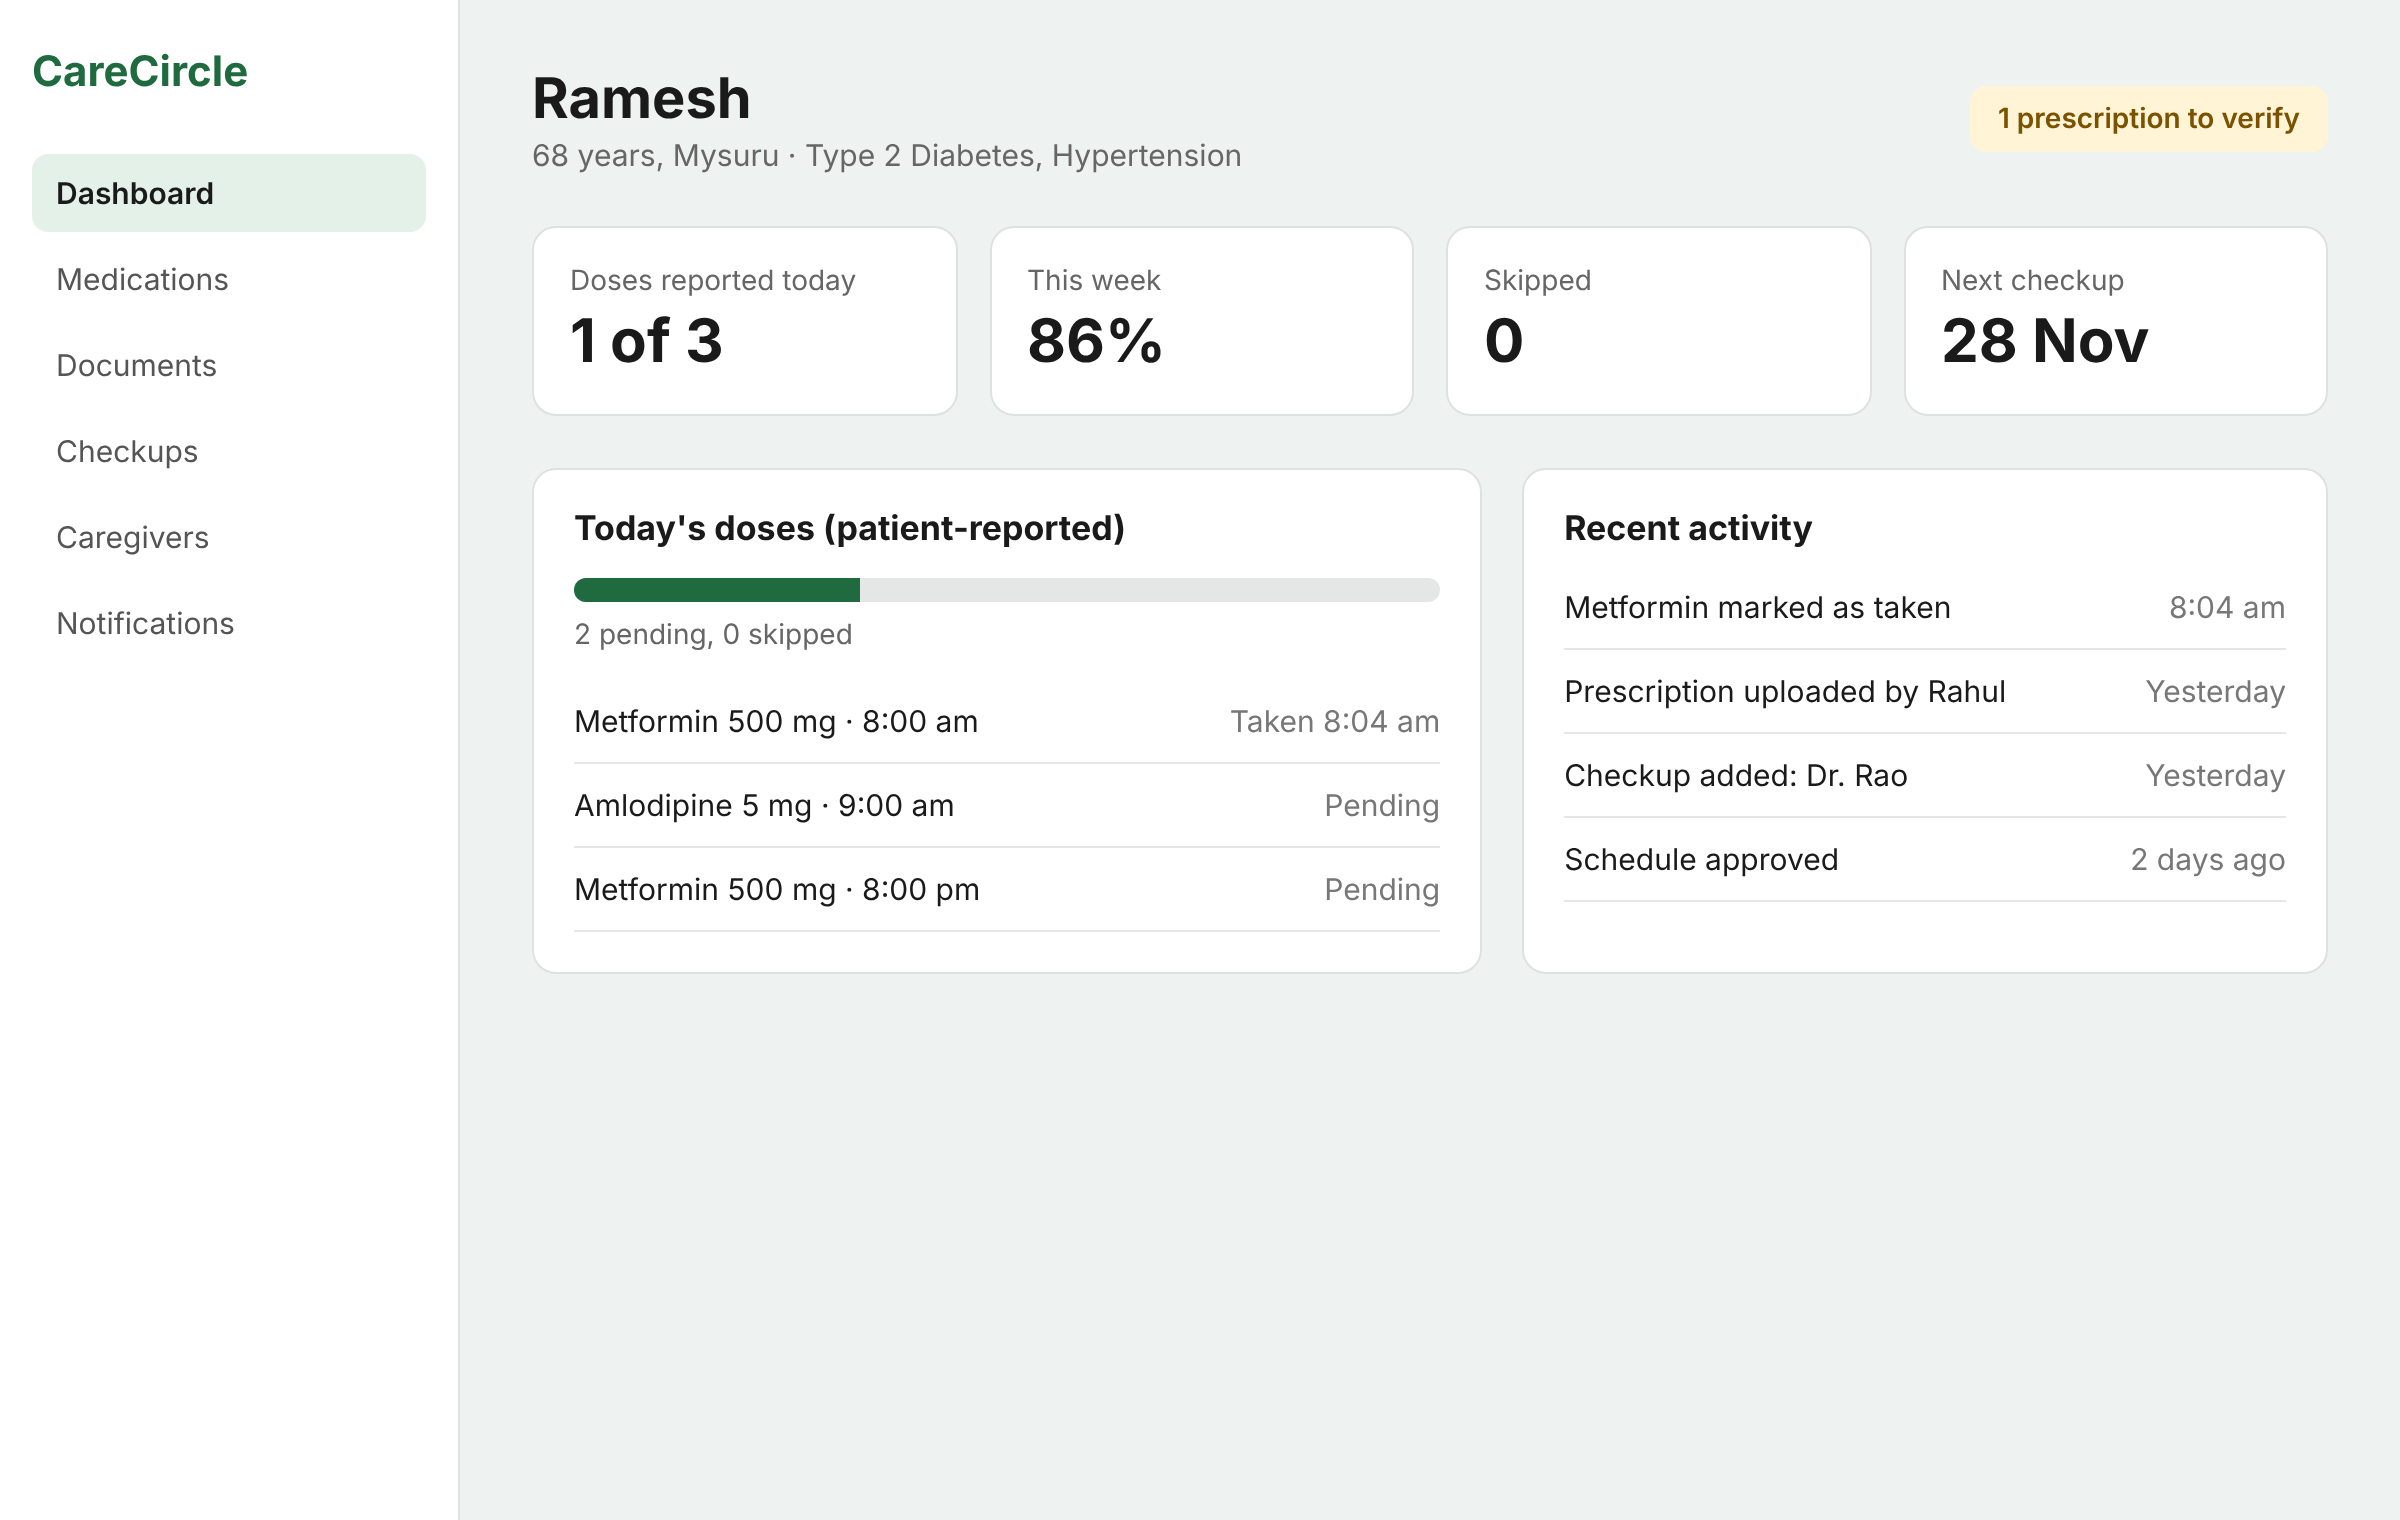 CareCircle
Dashboard
Medications
Documents
Checkups
Caregivers
Notifications
Ramesh
68 years, Mysuru · Type 2 Diabetes, Hypertension
1 prescription to verify
Doses reported today
1 of 3
This week
86%
Skipped
0
Next checkup
28 Nov
Today's doses (patient-reported)
2 pending, 0 skipped
Metformin 500 mg · 8:00 am Taken 8:04 am
Amlodipine 5 mg · 9:00 am Pending
Metformin 500 mg · 8:00 pm Pending
Recent activity
Metformin marked as taken 8:04 am
Prescription uploaded by Rahul Yesterday
Checkup added: Dr. Rao Yesterday
Schedule approved 2 days ago